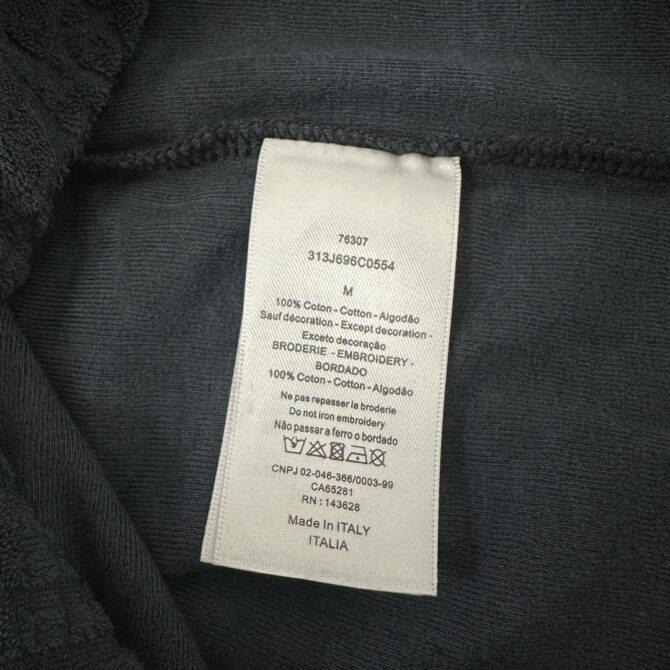 76307
313J696C0554
M
100% Coton - Cotton - Algodão
Sauf décoration - Except decoration -
Exceto decoração
BRODERIE - EMBROIDERY -
BORDADO
100% Coton - Cotton - Algodão
Ne pas repasser la broderie
Do not iron embroidery
Não passar a ferro o bordado
CNPJ 02-046-366/0003-99
CA65281
RN : 143628
Made In ITALY
ITALIA